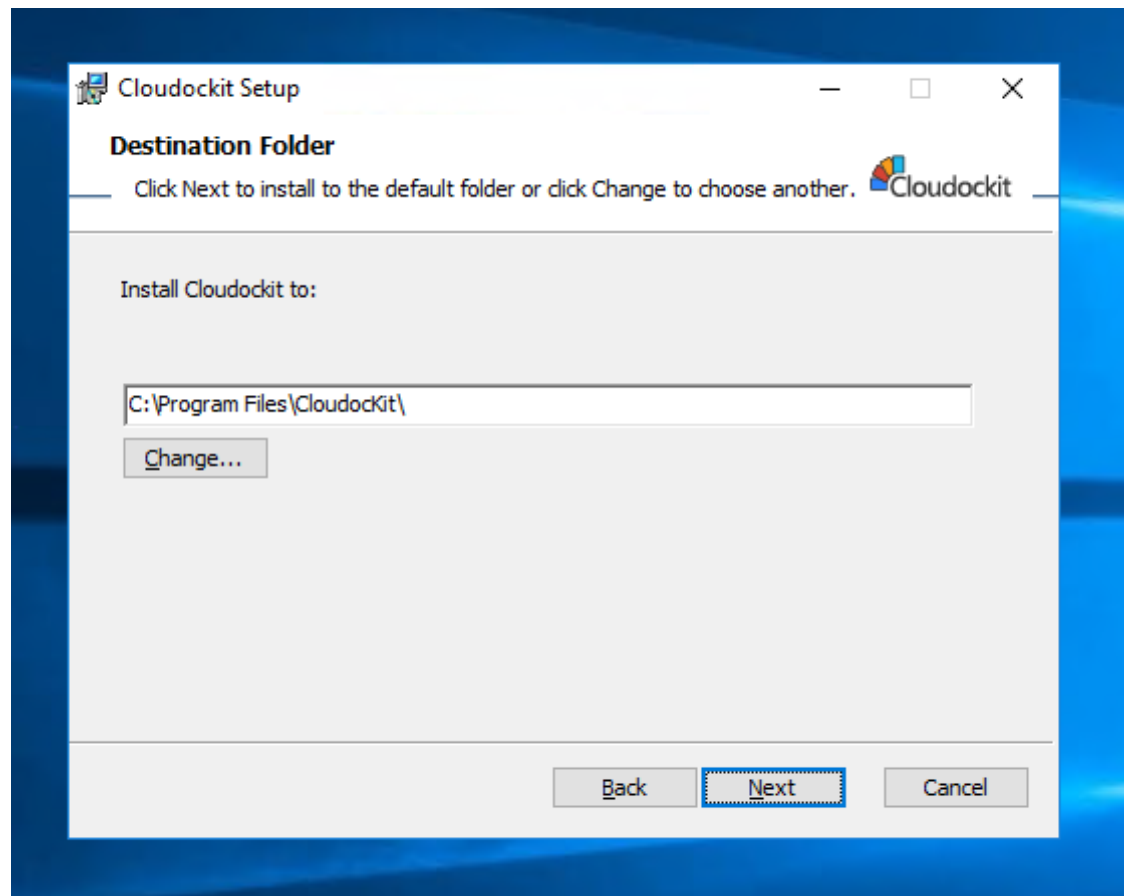 Cloudockit Setup
Destination Folder
Click Next to install to the default folder or click Change to choose another.
Cloudockit
Install Cloudockit to:
C:\Program Files\CloudocKit\
Change...
Back
Next
Cancel